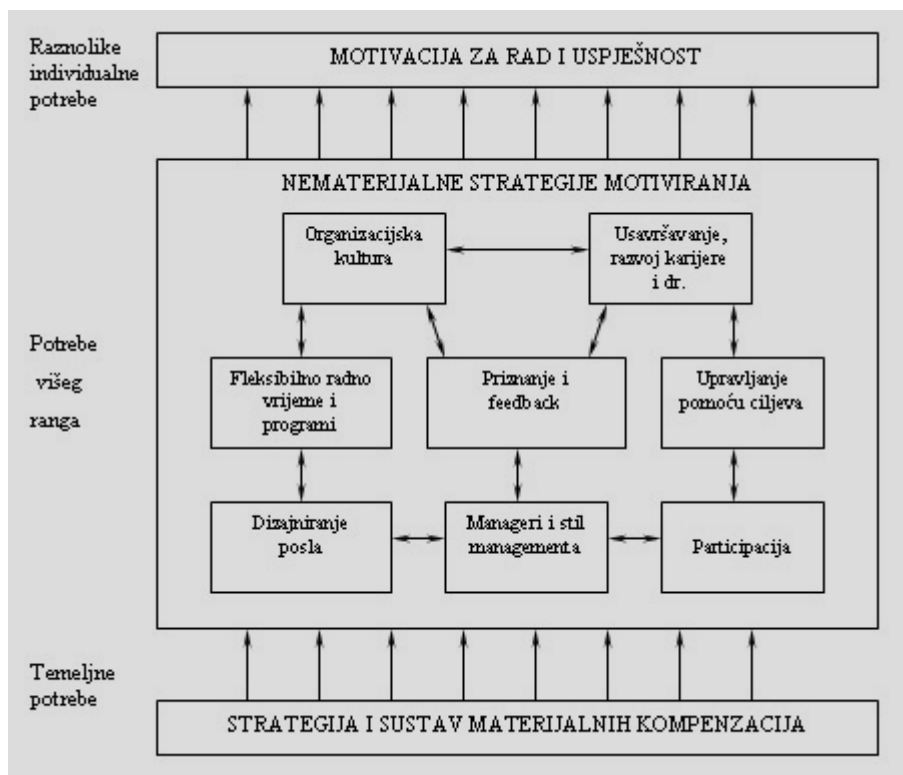 Raznolike
individualne
potrebe
MOTIVACIJA ZA RAD I USPJEŠNOST
NEMATERIJALNE STRATEGIJE MOTIVIRANJA
Organizacijska
kultura
Usavršavanje,
razvoj karijere
i dr.
Potrebe
višeg
ranga
Fleksibilno radno
vrijeme i
programi
Priznanje i
feedback
Upravljanje
pomoću ciljeva
Dizajniranje
posla
Manageri i stil
managementa
Participacija
Temeljne
potrebe
STRATEGIJA I SUSTAV MATERIJALNIH KOMPENZACIJA